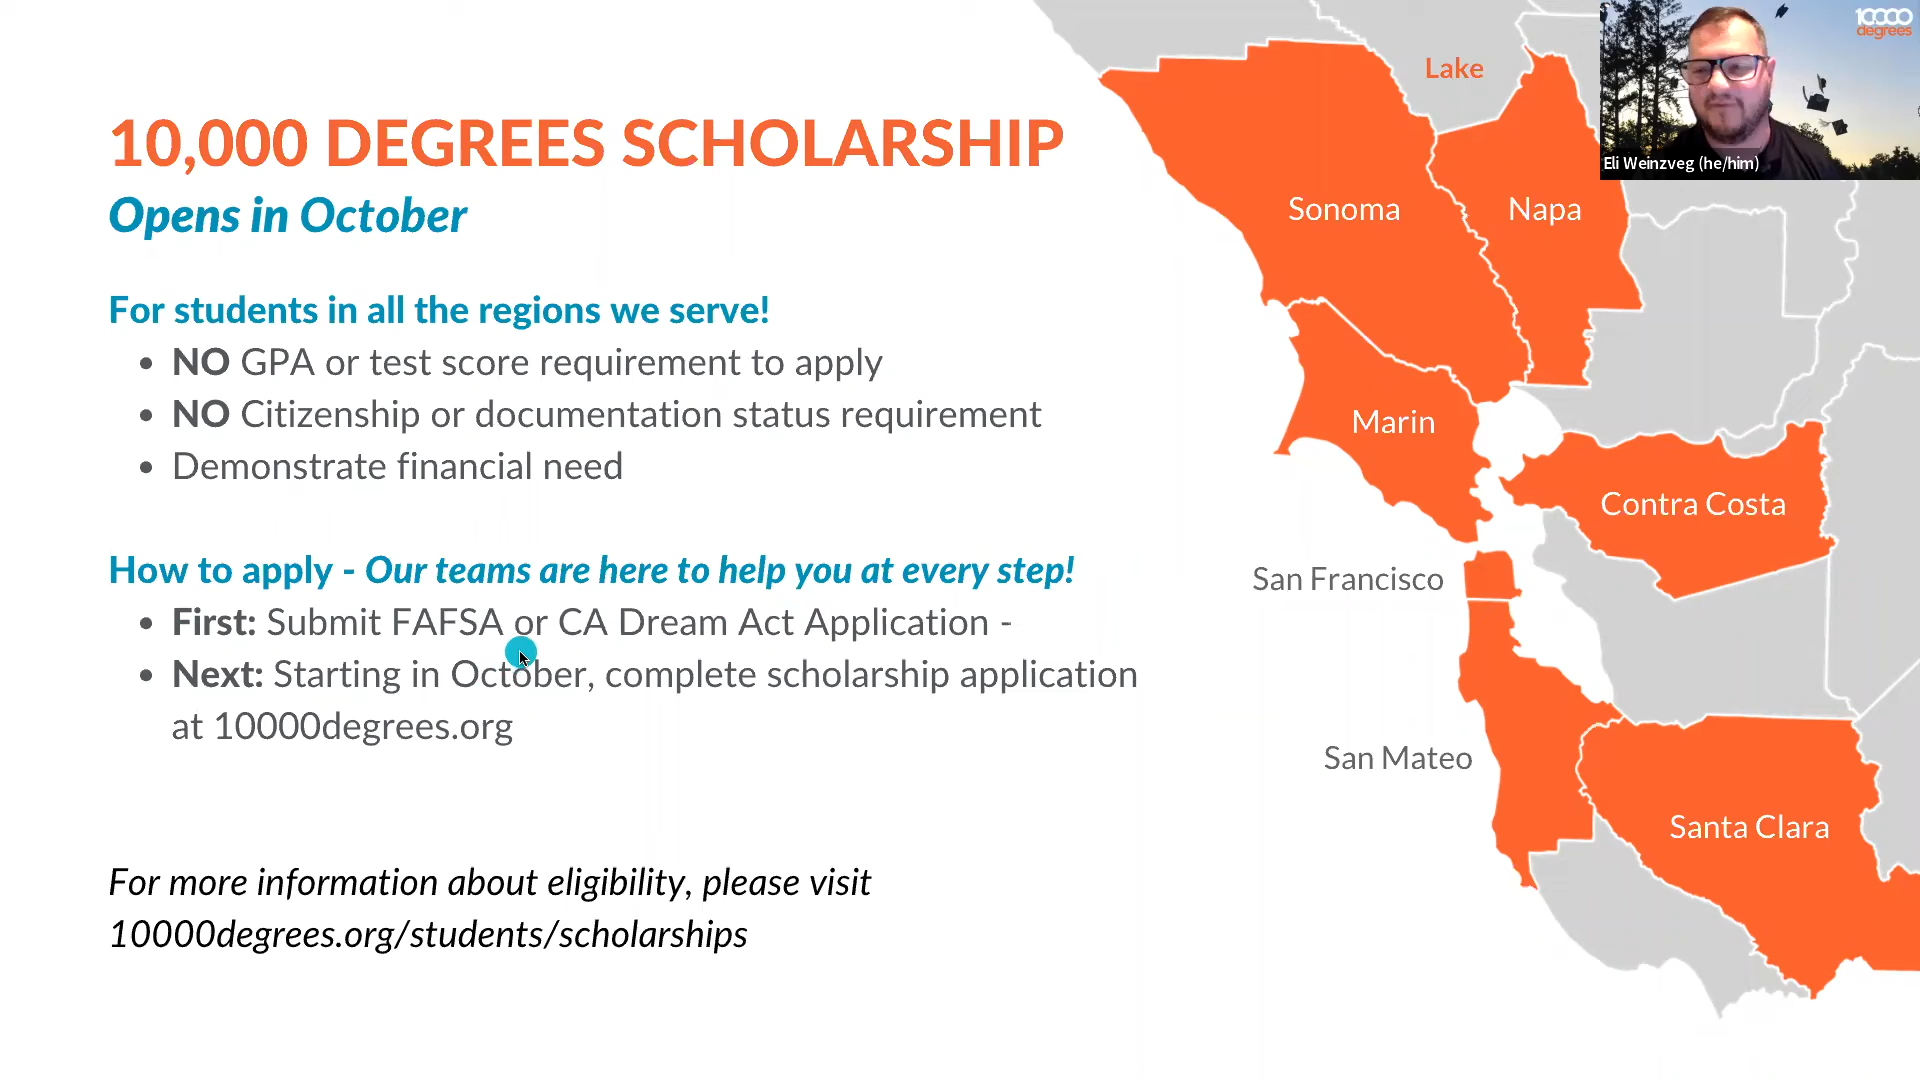 10,000 DEGREES SCHOLARSHIP
Opens in October
For students in all the regions we serve!
• NO GPA or test score requirement to apply
• NO Citizenship or documentation status requirement
• Demonstrate financial need
How to apply - Our teams are here to help you at every step!
• First: Submit FAFSA or CA Dream Act Application -
• Next: Starting in October, complete scholarship application
at 10000degrees.org
For more information about eligibility, please visit
10000degrees.org/students/scholarships
Lake
Sonoma
Napa
Marin
Contra Costa
San Francisco
San Mateo
Santa Clara
10000
degrees
Eli Weinzveg (he/him)